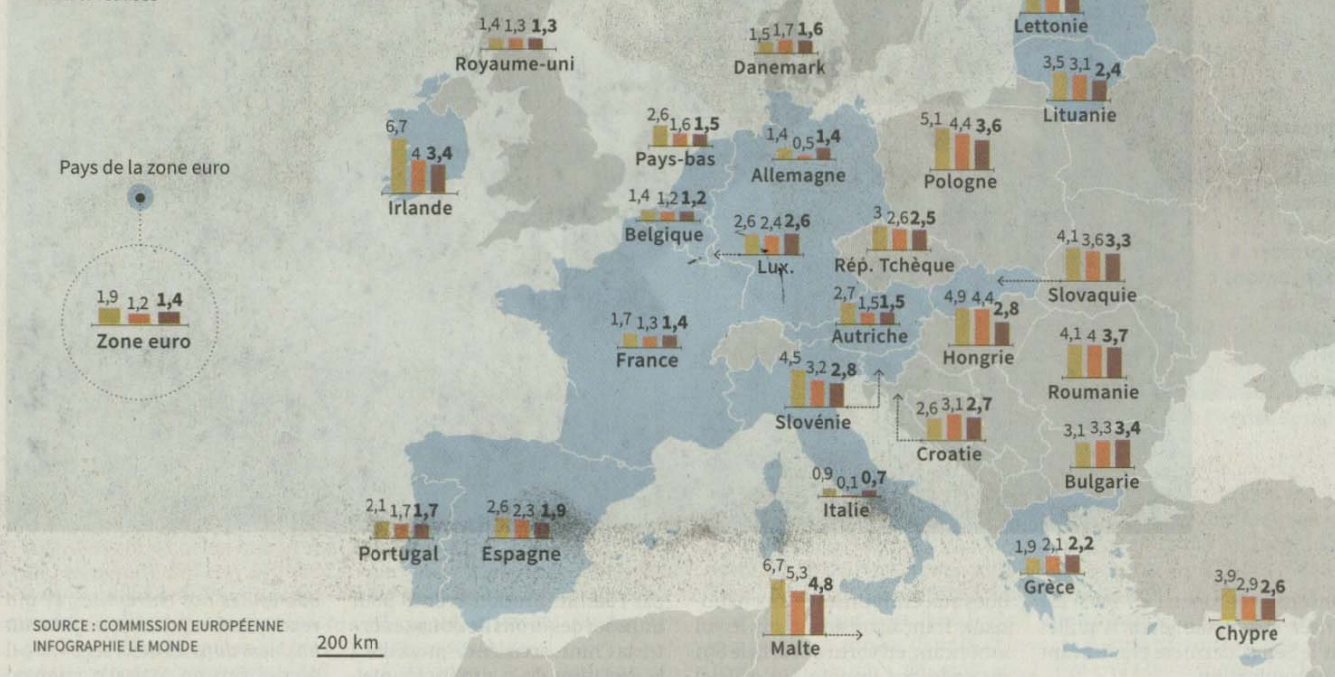 Lettonie
1,4 1,3 1,3
Royaume-uni
1,5 1,7 1,6
Danemark
3,5 3,1 2,4
Lituanie
6,7 4 3,4
Irlande
2,6 1,6 1,5
Pays-bas
1,4 0,5 1,4
Allemagne
5,1 4,4 3,6
Pologne
Pays de la zone euro
1,4 1,2 1,2
Belgique
2,6 2,4 2,6
Lux.
3 2,6 2,5
Rép. Tchèque
4,1 3,6 3,3
Slovaquie
1,9 1,2 1,4
Zone euro
1,7 1,3 1,4
France
2,7 1,5 1,5
Autriche
4,9 4,4 2,8
Hongrie
4,1 4 3,7
Roumanie
4,5 3,2 2,8
Slovénie
2,6 3,1 2,7
Croatie
3,1 3,3 3,4
Bulgarie
0,9 0,1 0,7
Italie
2,1 1,7 1,7
Portugal
2,6 2,3 1,9
Espagne
1,9 2,1 2,2
Grèce
6,7 5,3 4,8
Malte
3,9 2,9 2,6
Chypre
SOURCE : COMMISSION EUROPÉENNE
INFOGRAPHIE LE MONDE
200 km